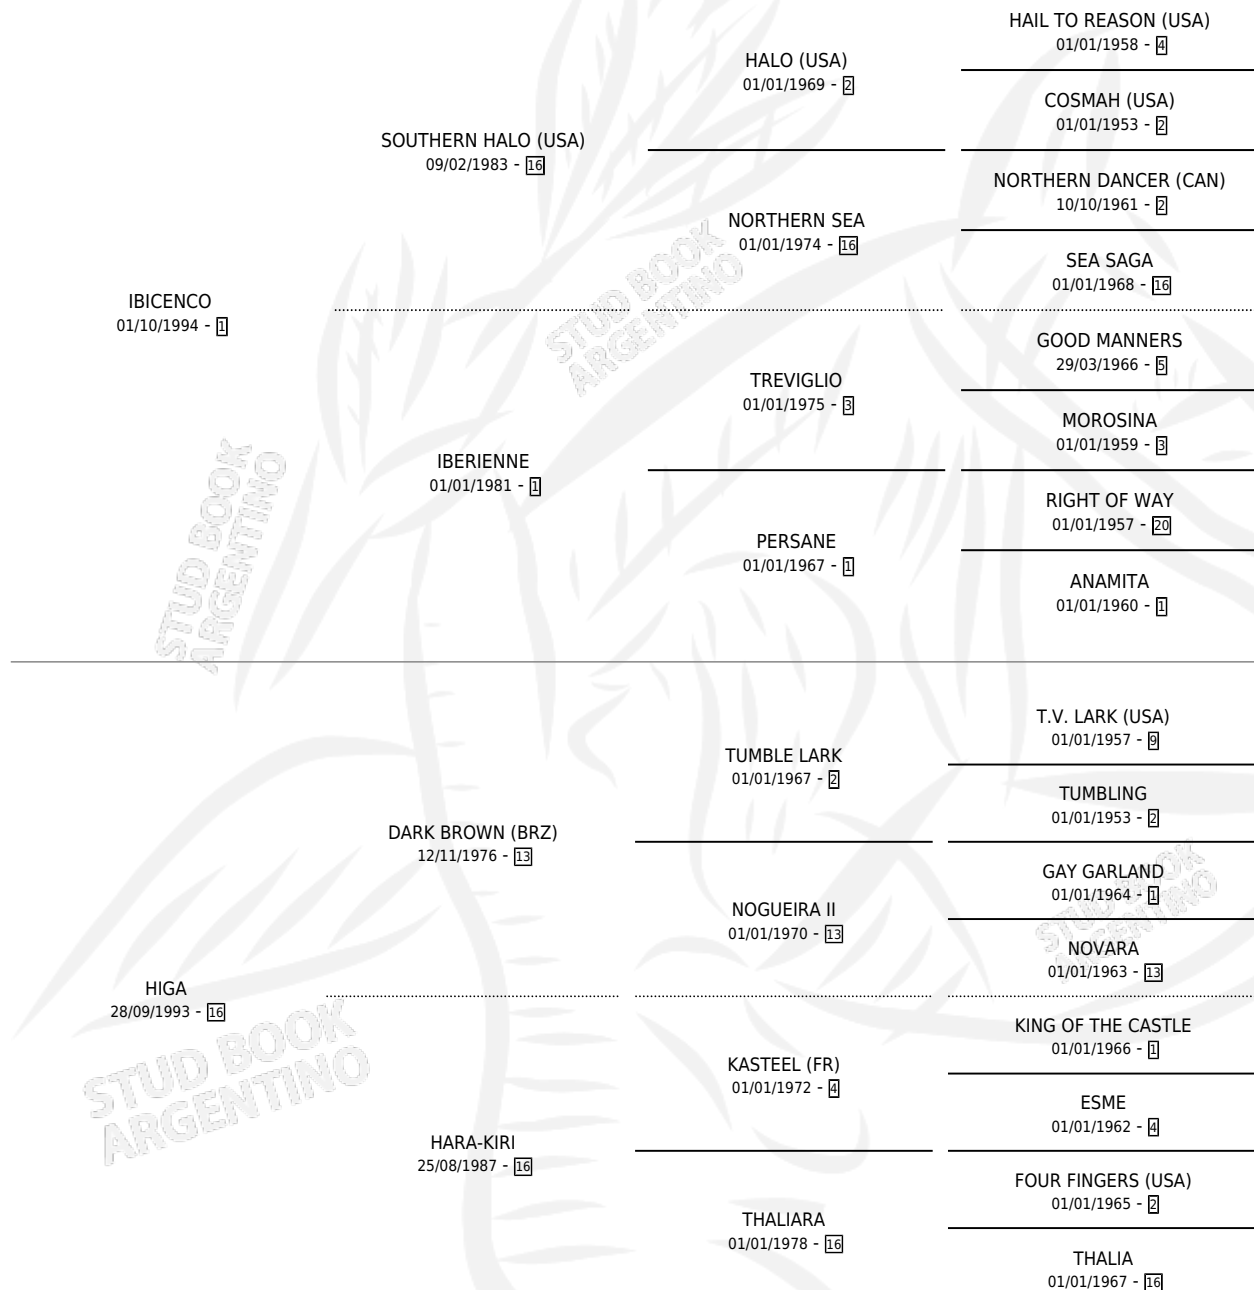 HAIL TO REASON (USA)
01/01/1958 - 4
HALO (USA)
01/01/1969 - 2
COSMAH (USA)
01/01/1953 - 2
SOUTHERN HALO (USA)
09/02/1983 - 16
NORTHERN DANCER (CAN)
10/10/1961 - 2
NORTHERN SEA
01/01/1974 - 16
SEA SAGA
01/01/1968 - 16
STUD BOOK
ARGENTINO
IBICENCO
01/10/1994 - 1
GOOD MANNERS
29/03/1966 - 5
TREVIGLIO
01/01/1975 - 3
MOROSINA
01/01/1959 - 3
IBERIENNE
01/01/1981 - 1
RIGHT OF WAY
01/01/1957 - 20
PERSANE
01/01/1967 - 1
ANAMITA
01/01/1960 - 1
STUD BOOK
ARGENTINO
T.V. LARK (USA)
01/01/1957 - 9
TUMBLE LARK
01/01/1967 - 2
TUMBLING
01/01/1953 - 2
DARK BROWN (BRZ)
12/11/1976 - 13
GAY GARLAND
01/01/1964 - 1
NOGUEIRA II
01/01/1970 - 13
NOVARA
01/01/1963 - 13
STUD BOOK
ARGENTINO
HIGA
28/09/1993 - 16
KING OF THE CASTLE
01/01/1966 - 1
KASTEEL (FR)
01/01/1972 - 4
ESME
01/01/1962 - 4
STUD BOOK
ARGENTINO
HARA-KIRI
25/08/1987 - 16
FOUR FINGERS (USA)
01/01/1965 - 2
THALIARA
01/01/1978 - 16
THALIA
01/01/1967 - 16